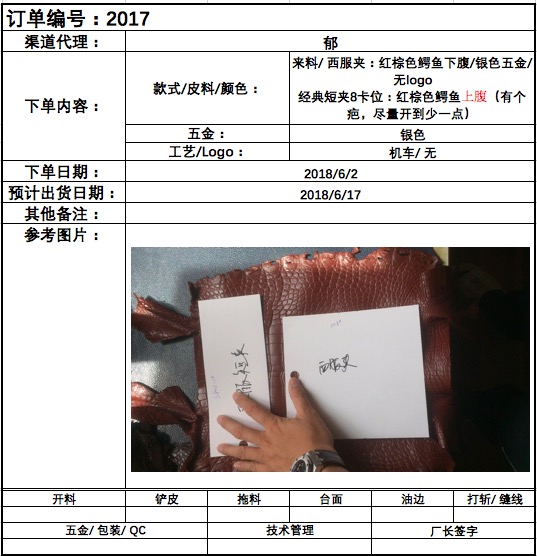 订单编号：2017
渠道代理： 郁
下单内容：
款式/皮料/颜色：
来料/ 西服夹：红棕色鳄鱼下腹/银色五金/
无logo
经典短夹8卡位：红棕色鳄鱼上腹（有个
疤，尽量开到少一点）
五金： 银色
工艺/Logo： 机车/ 无
下单日期： 2018/6/2
预计出货日期： 2018/6/17
其他备注：
参考图片：
西服夹
开料 铲皮 拖料 台面 油边 打斩/ 缝线
五金/ 包装/ QC 技术管理 厂长签字